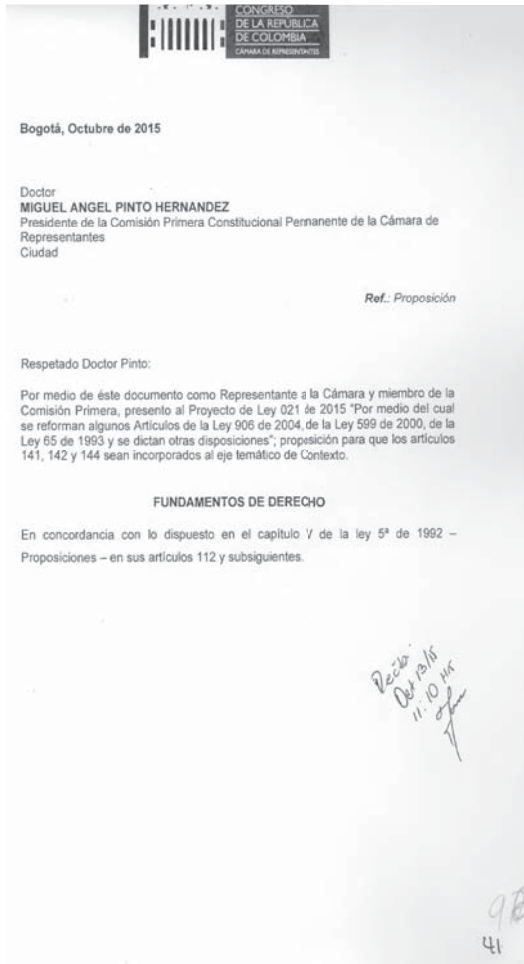 CONGRESO
DE LA REPÚBLICA
DE COLOMBIA
CÁMARA DE REPRESENTANTES
Bogotá, Octubre de 2015
Doctor
MIGUEL ANGEL PINTO HERNANDEZ
Presidente de la Comisión Primera Constitucional Permanente de la Cámara de
Representantes
Ciudad
Ref.: Proposición
Respetado Doctor Pinto:
Por medio de éste documento como Representante a la Cámara y miembro de la
Comisión Primera, presento al Proyecto de Ley 021 de 2015 "Por medio del cual
se reforman algunos Artículos de la Ley 906 de 2004, de la Ley 599 de 2000, de la
Ley 65 de 1993 y se dictan otras disposiciones"; proposición para que los artículos
141, 142 y 144 sean incorporados al eje temático de Contexto.
FUNDAMENTOS DE DERECHO
En concordancia con lo dispuesto en el capítulo V de la ley 5ª de 1992 –
Proposiciones – en sus artículos 112 y subsiguientes.
Oct 13/15
11:10
41